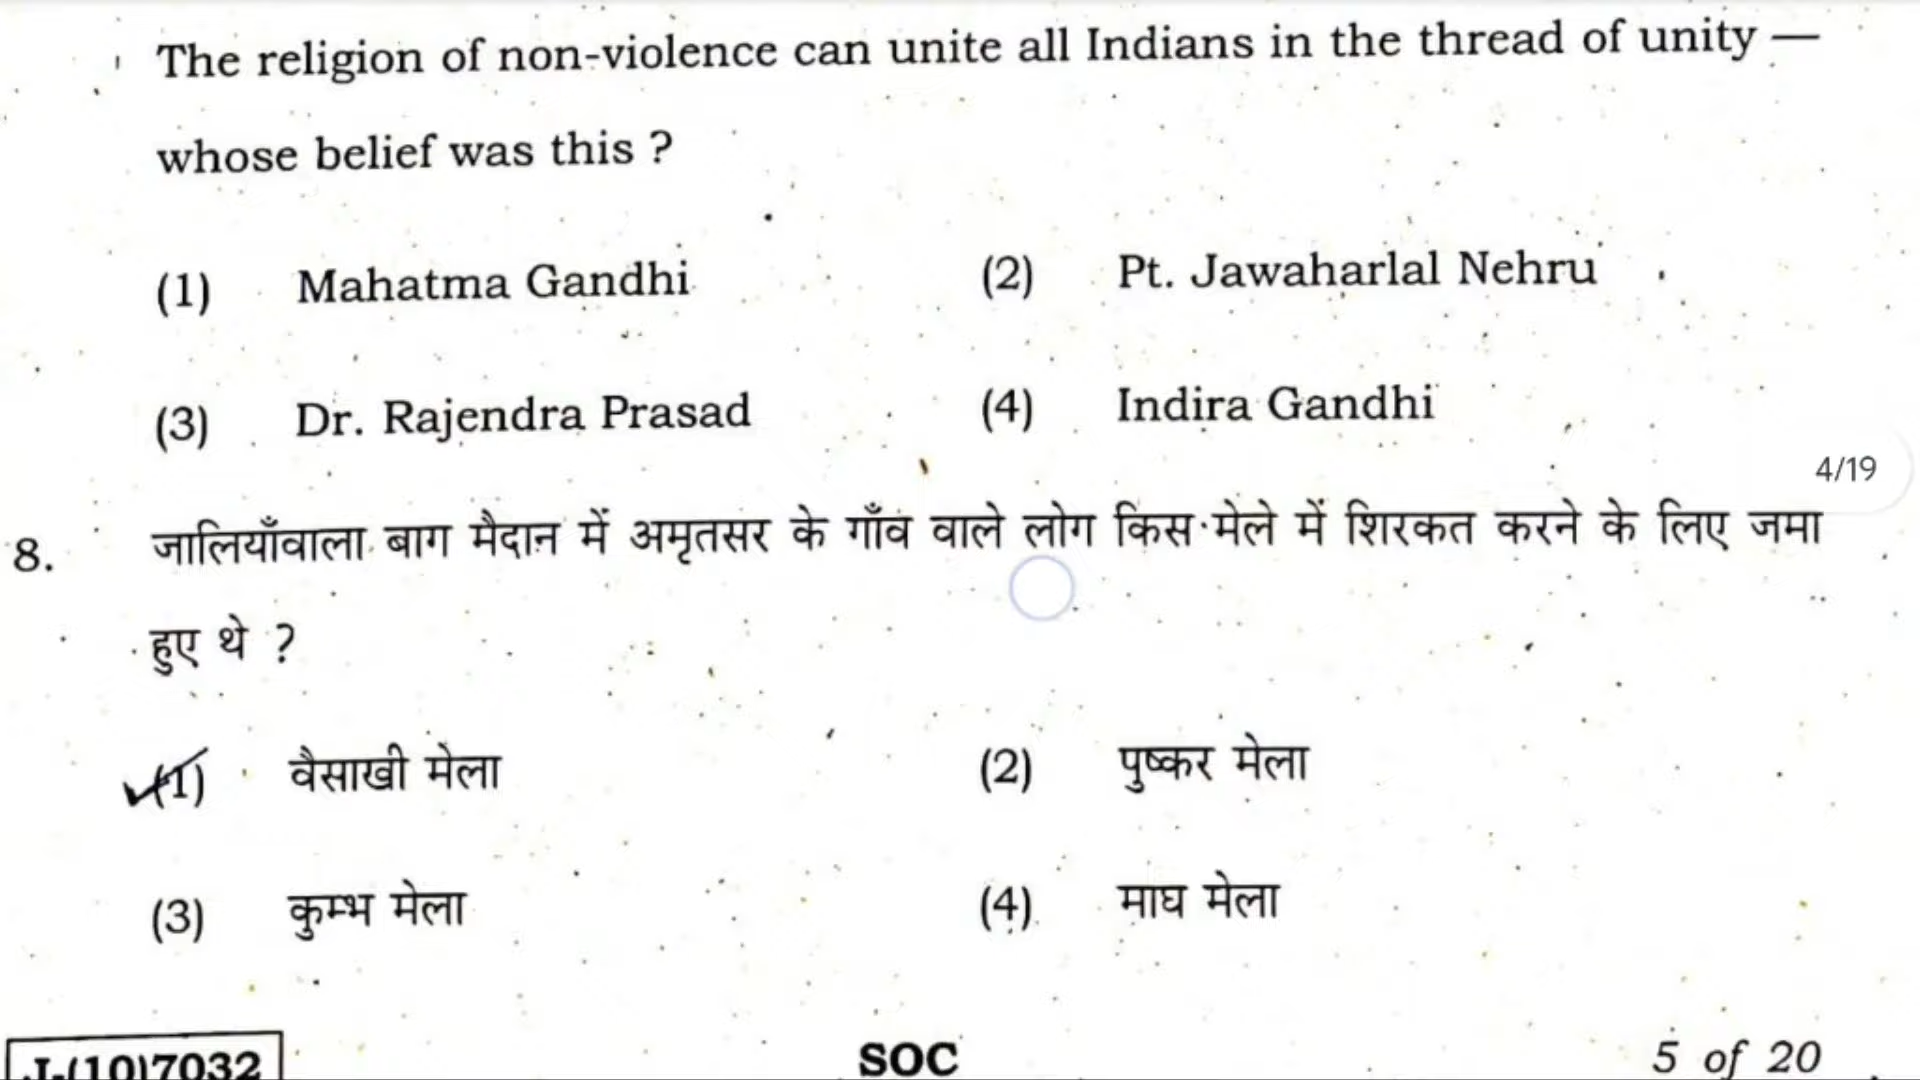 The religion of non-violence can unite all Indians in the thread of unity —
whose belief was this ?
(1) Mahatma Gandhi (2) Pt. Jawaharlal Nehru
(3) Dr. Rajendra Prasad (4) Indira Gandhi
4/19
8. जालियाँवाला बाग मैदान में अमृतसर के गाँव वाले लोग किस मेले में शिरकत करने के लिए जमा
हुए थे ?
(1) वैसाखी मेला (2) पुष्कर मेला
(3) कुम्भ मेला (4) माघ मेला
J-(10)7032 SOC 5 of 20